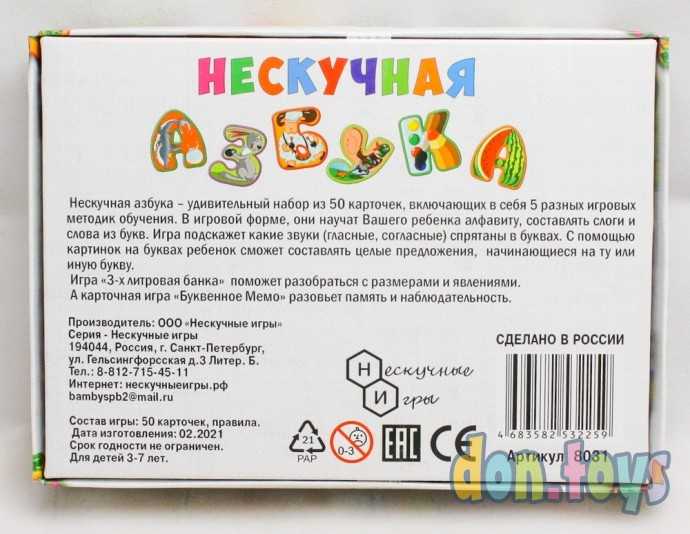 НЕСКУЧНАЯ
АЗБУКА
Нескучная азбука – удивительный набор из 50 карточек, включающих в себя 5 разных игровых
методик обучения. В игровой форме, они научат Вашего ребенка алфавиту, составлять слоги и
слова из букв. Игра подскажет какие звуки (гласные, согласные) спрятаны в буквах. С помощью
картинок на буквах ребенок сможет составлять целые предложения, начинающиеся на ту или
иную букву.
Игра «3-х литровая банка» поможет разобраться с размерами и явлениями.
А карточная игра «Буквенное Мемо» разовьет память и наблюдательность.
Производитель: ООО «Нескучные игры»
Серия - Нескучные игры
194044, Россия, г. Санкт-Петербург,
ул. Гельсингфорсская д.3 Литер. Б.
Тел.: 8-812-715-45-11
Интернет: нескучныеигры.рф
bambyspb2@mail.ru
Состав игры: 50 карточек, правила.
Дата изготовления: 02.2021
Срок годности не ограничен.
Для детей 3-7 лет.
Нескучные
Игры
21
PAP
0-3
EAC
CE
СДЕЛАНО В РОССИИ
4 683582 532259
Артикул 8031
don.toys